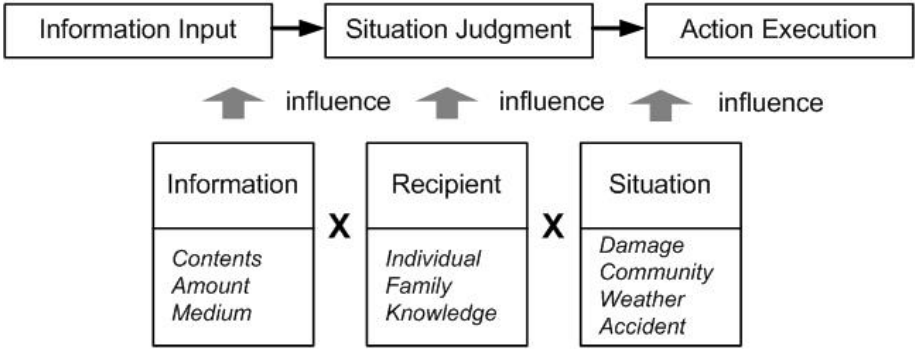 Information Input
Situation Judgment
Action Execution
influence
influence
influence
Information
Contents
Amount
Medium
X
Recipient
Individual
Family
Knowledge
X
Situation
Damage
Community
Weather
Accident